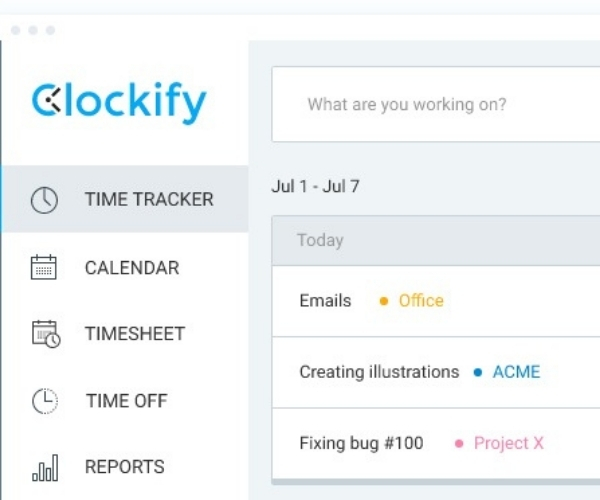 Clockify
What are you working on?
Jul 1 - Jul 7
TIME TRACKER
Today
CALENDAR
Emails • Office
TIMESHEET
Creating illustrations • ACME
TIME OFF
Fixing bug #100 • Project X
REPORTS